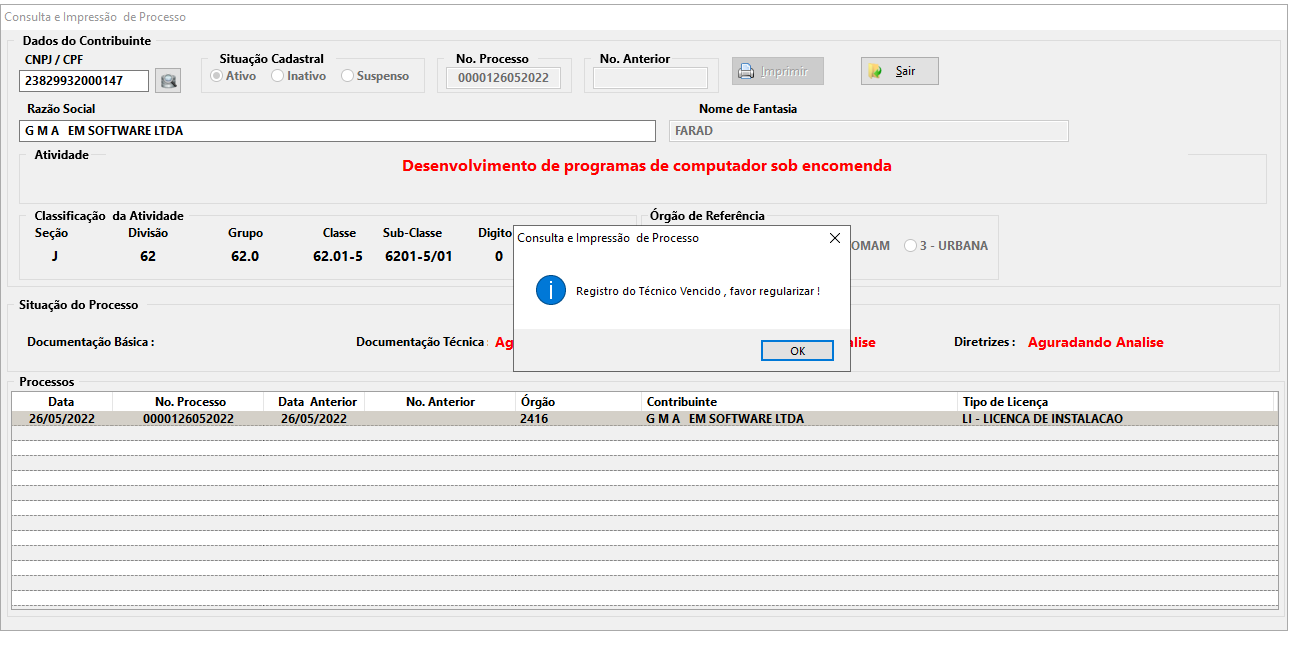 Consulta e Impressão  de Processo
Dados do Contribuinte
CNPJ / CPF
Situação Cadastral
No. Processo
No. Anterior
23829932000147
Ativo
Inativo
Suspenso
0000126052022
Imprimir
Sair
Razão Social
Nome de Fantasia
G M A   EM SOFTWARE LTDA
FARAD
Atividade
Desenvolvimento de programas de computador sob encomenda
Classificação  da Atividade
Órgão de Referência
Seção
Divisão
Grupo
Classe
Sub-Classe
Digito
J
62
62.0
62.01-5
6201-5/01
0
OMAM
3 - URBANA
Consulta e Impressão  de Processo
Registro do Técnico Vencido , favor regularizar !
OK
Situação do Processo
Documentação Básica :
Documentação Técnica :
Ag
alise
Diretrizes :
Aguradando Analise
Processos
Data
No. Processo
Data  Anterior
No. Anterior
Órgão
Contribuinte
Tipo de Licença
26/05/2022
0000126052022
26/05/2022
2416
G M A   EM SOFTWARE LTDA
LI - LICENCA DE INSTALACAO